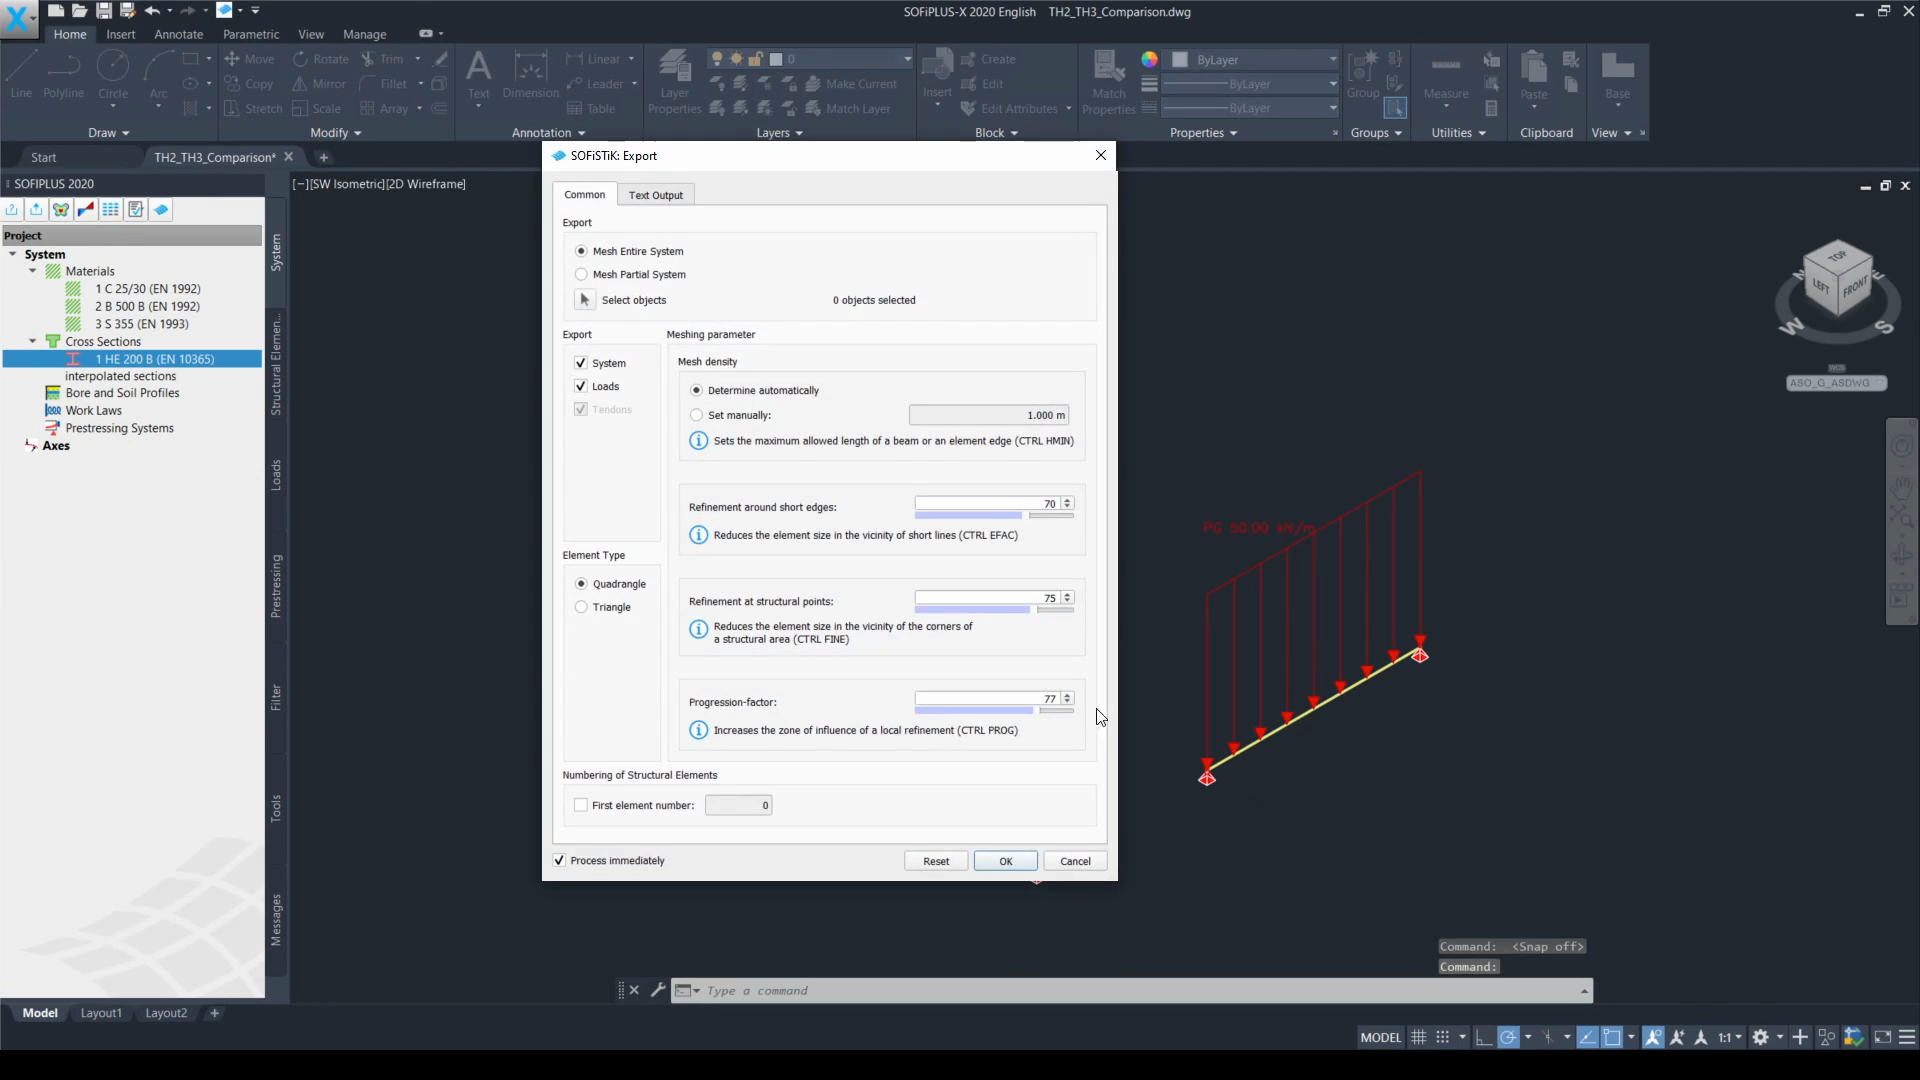 SOFiPLUS-X 2020 English TH2_TH3_Comparison.dwg
Home Insert Annotate Parametric View Manage
Line Polyline Circle Arc
Move Rotate Trim
Copy Mirror Fillet
Stretch Scale Array
Text Dimension
Linear
Leader
Table
Layer Properties
0
Make Current
Match Layer
Insert
Create
Edit
Edit Attributes
Match Properties
ByLayer
ByLayer
ByLayer
Group
Measure
Paste
Base
Draw Modify Annotation Layers Block Properties Groups Utilities Clipboard View
Start TH2_TH3_Comparison*
SOFIPLUS 2020
[−][SW Isometric][2D Wireframe]
Project
System
Materials
1 C 25/30 (EN 1992)
2 B 500 B (EN 1992)
3 S 355 (EN 1993)
Cross Sections
1 HE 200 B (EN 10365)
interpolated sections
Bore and Soil Profiles
Work Laws
Prestressing Systems
Axes
System
Structural Elemen...
Loads
Prestressing
Filter
Tools
Messages
SOFiSTiK: Export
Common Text Output
Export
Mesh Entire System
Mesh Partial System
Select objects 0 objects selected
Export
System
Loads
Tendons
Element Type
Quadrangle
Triangle
Meshing parameter
Mesh density
Determine automatically
Set manually: 1.000 m
Sets the maximum allowed length of a beam or an element edge (CTRL HMIN)
Refinement around short edges: 70
Reduces the element size in the vicinity of short lines (CTRL EFAC)
Refinement at structural points: 75
Reduces the element size in the vicinity of the corners of
a structural area (CTRL FINE)
Progression-factor: 77
Increases the zone of influence of a local refinement (CTRL PROG)
Numbering of Structural Elements
First element number: 0
Process immediately Reset OK Cancel
PG 50.00 kN/m
TOP
LEFT FRONT
N E
W S
WCS
ASO_G_ASDWG
Command: <Snap off>
Command:
Type a command
Model Layout1 Layout2
MODEL 1:1